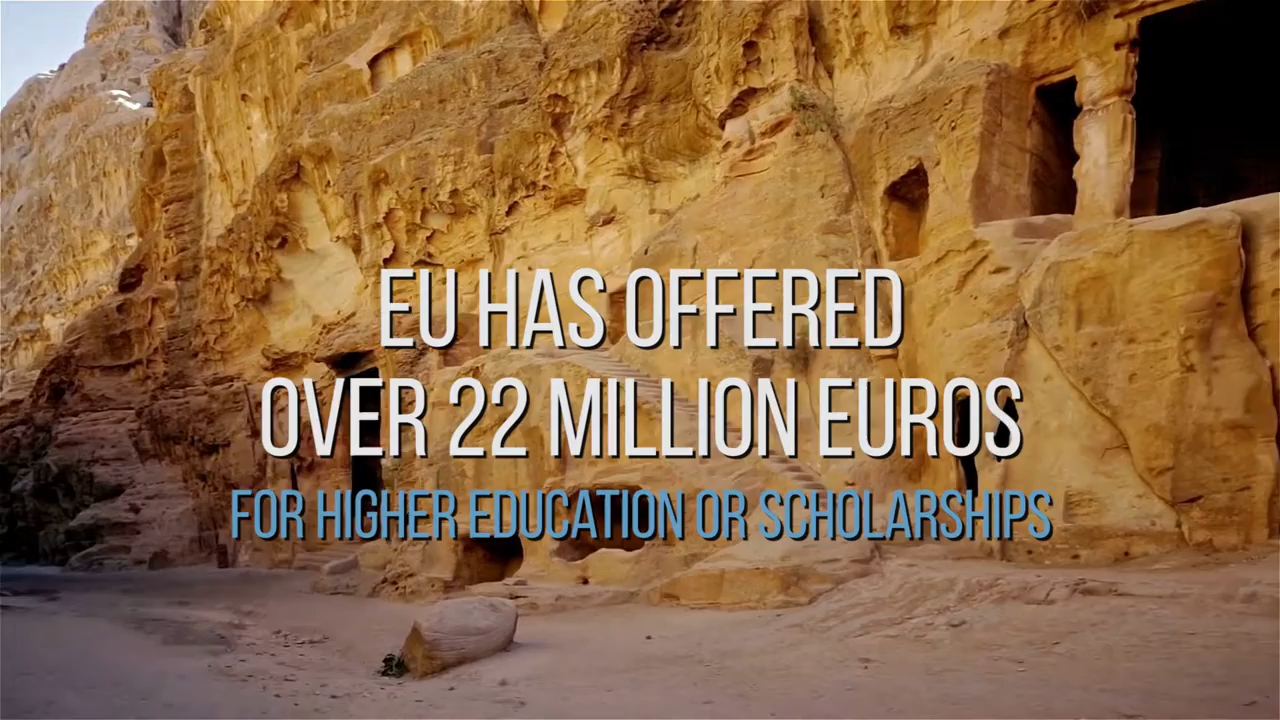 EU HAS OFFERED
OVER 22 MILLION EUROS
FOR HIGHER EDUCATION OR SCHOLARSHIPS